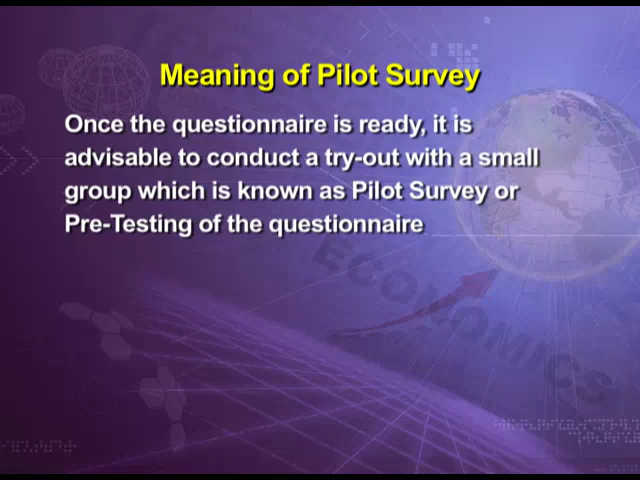 Meaning of Pilot Survey
Once the questionnaire is ready, it is
advisable to conduct a try-out with a small
group which is known as Pilot Survey or
Pre-Testing of the questionnaire
ECONOMICS